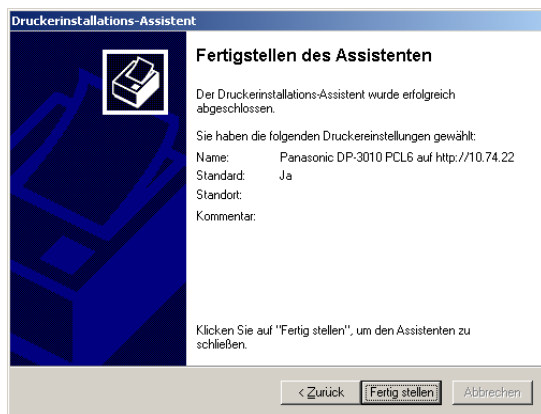 Druckerinstallations-Assistent
Fertigstellen des Assistenten
Der Druckerinstallations-Assistent wurde erfolgreich
abgeschlossen.
Sie haben die folgenden Druckereinstellungen gewählt:
Name: Panasonic DP-3010 PCL6 auf http://10.74.22
Standard: Ja
Standort:
Kommentar:
Klicken Sie auf "Fertig stellen", um den Assistenten zu
schließen.
< Zurück Fertig stellen Abbrechen